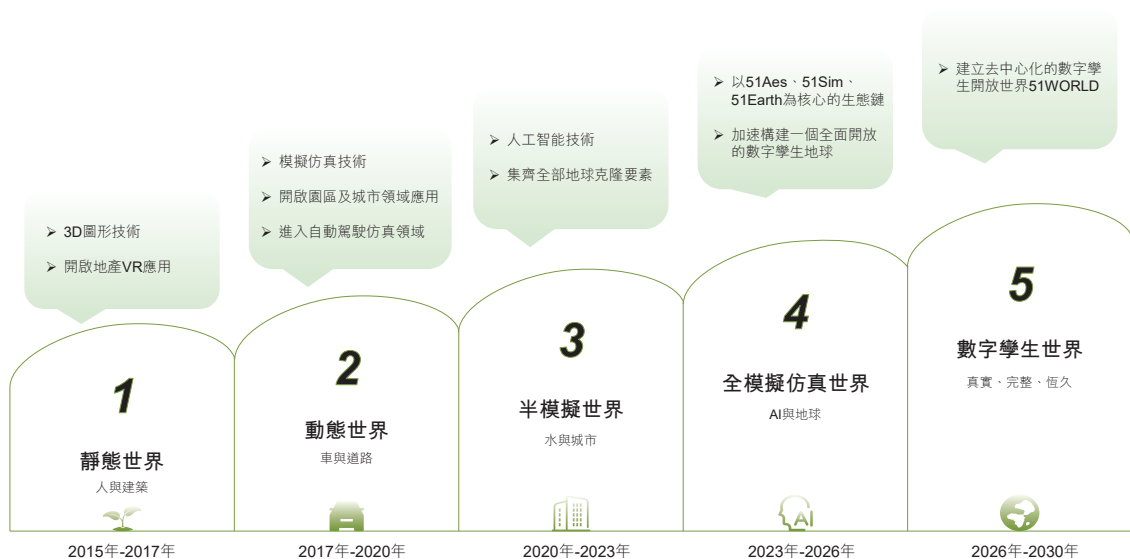 ➢ 3D圖形技術
➢ 開啟地產VR應用
1
靜態世界
人與建築
2015年-2017年
➢ 模擬仿真技術
➢ 開啟園區及城市領域應用
➢ 進入自動駕駛仿真領域
2
動態世界
車與道路
2017年-2020年
➢ 人工智能技術
➢ 集齊全部地球克隆要素
3
半模擬世界
水與城市
2020年-2023年
➢ 以51Aes、51Sim、
51Earth為核心的生態鏈
➢ 加速構建一個全面開放
的數字孿生地球
4
全模擬仿真世界
AI與地球
AI
2023年-2026年
➢ 建立去中心化的數字孿
生開放世界51WORLD
5
數字孿生世界
真實、完整、恆久
2026年-2030年